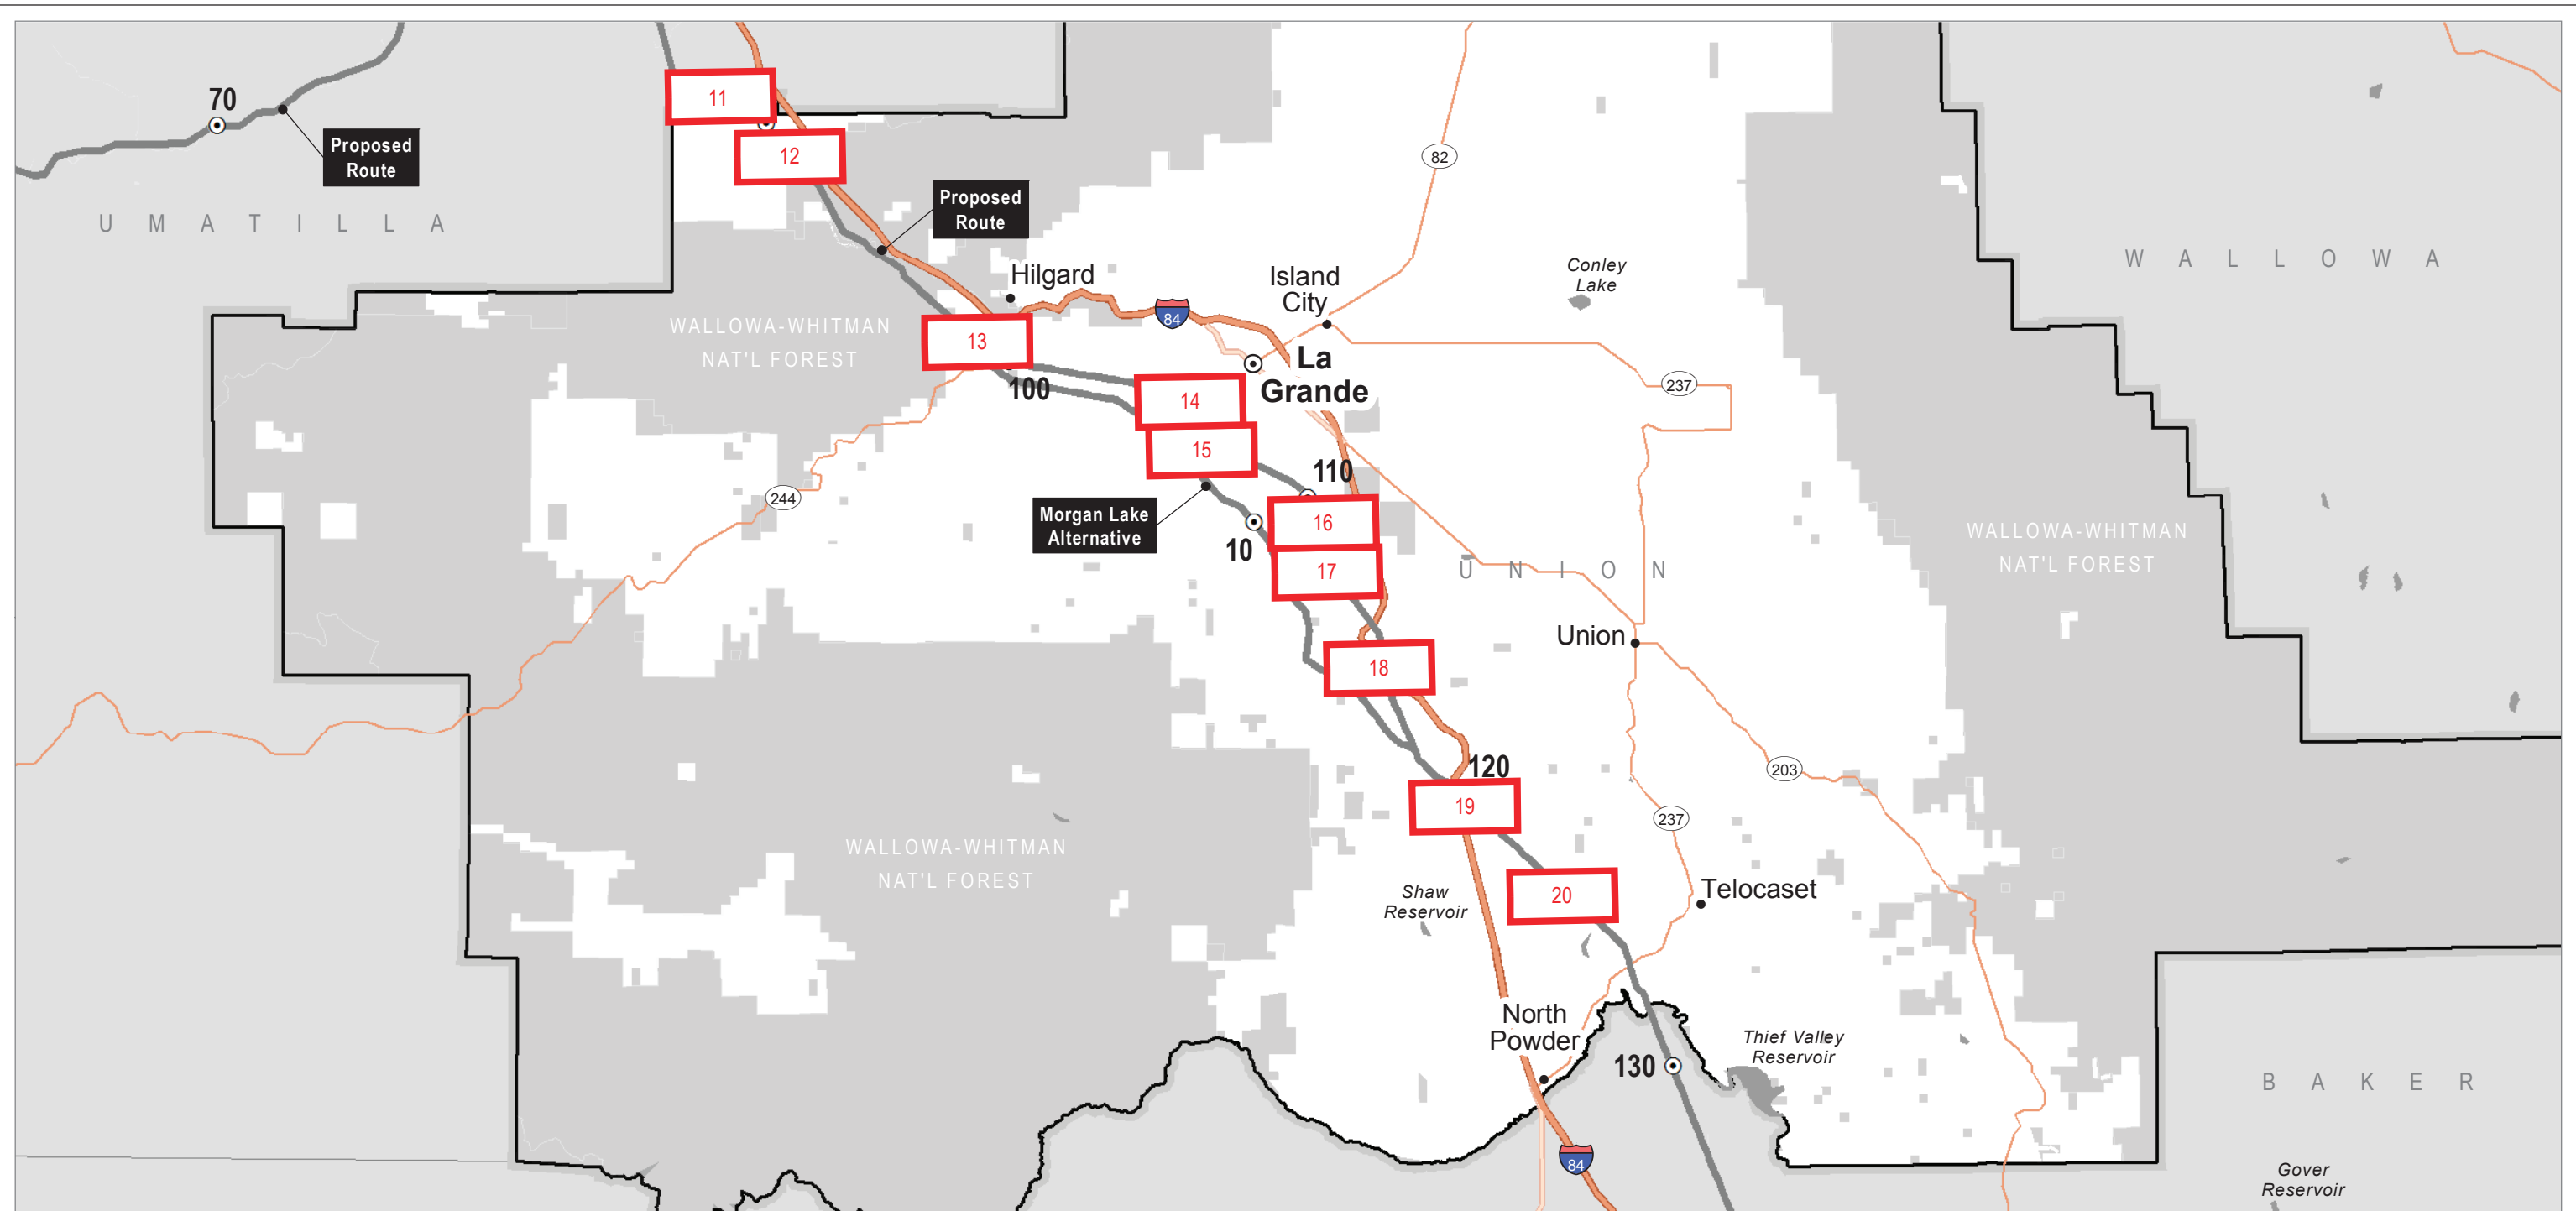 70
11
12
Proposed
Route
Proposed
Route
U M A T I L L A
82
W A L L O W A
Hilgard
Island
City
Conley
Lake
84
WALLOWA-WHITMAN
NAT'L FOREST
13
La
Grande
100
237
14
15
110
244
Morgan Lake
Alternative
10
16
17
U N I O N
WALLOWA-WHITMAN
NAT'L FOREST
Union
18
120
203
19
237
WALLOWA-WHITMAN
NAT'L FOREST
Shaw
Reservoir
20
Telocaset
North
Powder
Thief Valley
Reservoir
130
B A K E R
84
Gover
Reservoir